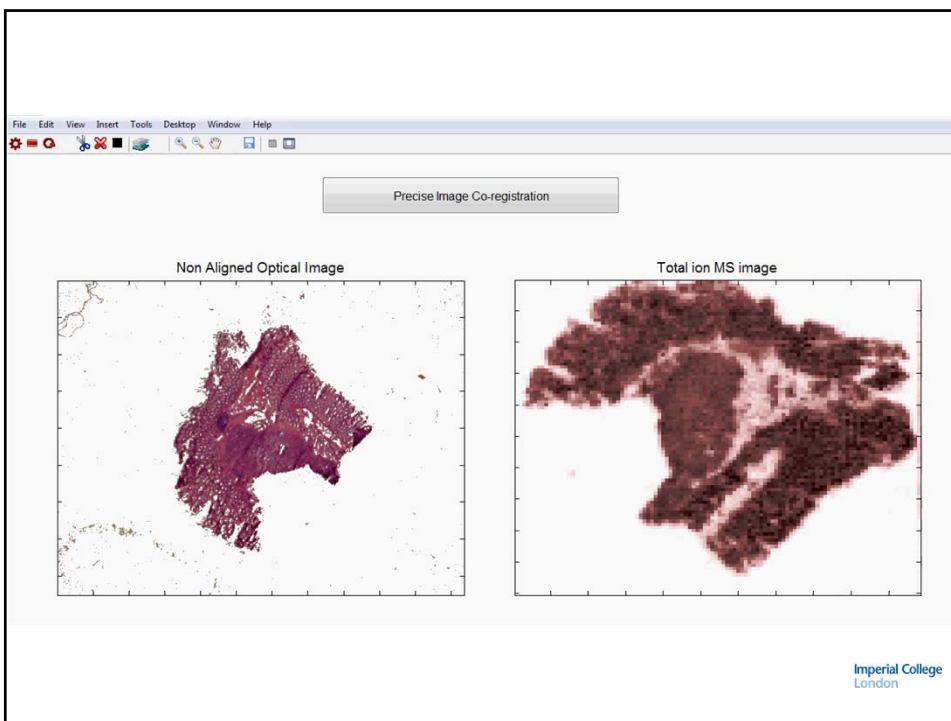 File Edit View Insert Tools Desktop Window Help
Precise Image Co-registration
Non Aligned Optical Image
Total ion MS image
Imperial College
London